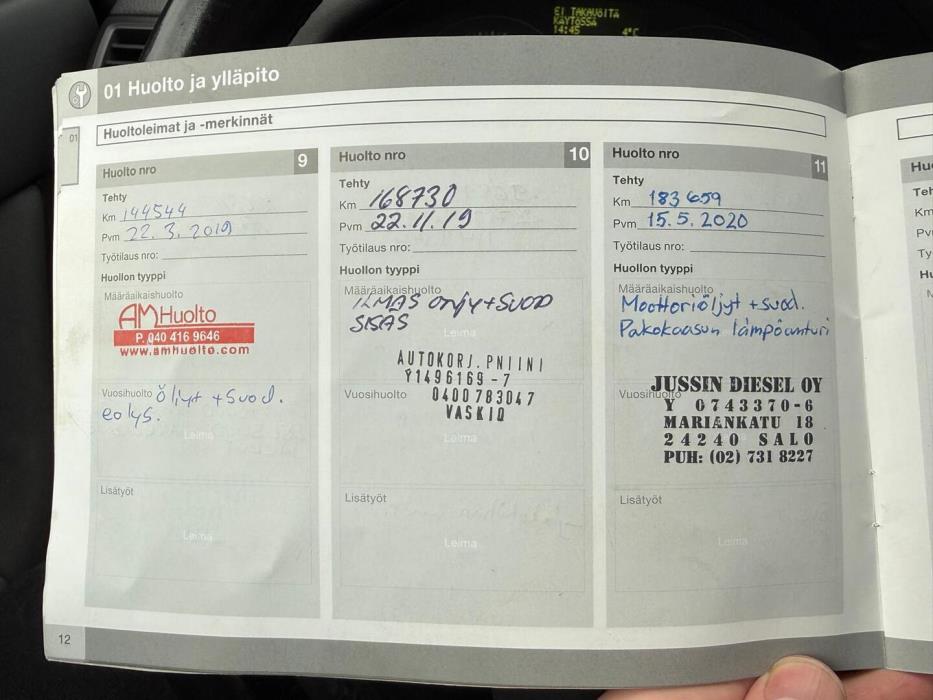 EI TAKAVÖITÄ
KÄYTÖSSÄ
14:45 4°C
01 Huolto ja ylläpito
01
Huoltoleimat ja -merkinnät
Huolto nro 9
Tehty
Km 144544
Pvm 22.3.2019
Työtilaus nro:
Huollon tyyppi
Määräaikaishuolto
AM Huolto
P. 040 416 9646
www.amhuolto.com
Vuosihuolto öljyt + suod.
eolys.
Leima
Lisätyöt
Leima
Huolto nro 10
Tehty
Km 168730
Pvm 22.11.19
Työtilaus nro:
Huollon tyyppi
Määräaikaishuolto
ILMAS + SUOD
SISÄS
Leima
AUTOKORJ. PNIINI
Y1496169-7
Vuosihuolto 0400783047
VASKIO
Leima
Lisätyöt
Leima
Huolto nro 11
Tehty
Km 183659
Pvm 15.5.2020
Työtilaus nro:
Huollon tyyppi
Määräaikaishuolto
Moottoriöljyt + suod.
Pakokaasun lämpöanturi
JUSSIN DIESEL OY
Vuosihuolto
Y 0743370-6
MARIANKATU 18
24240 SALO
PUH: (02) 731 8227
Lisätyöt
Leima
Km
12